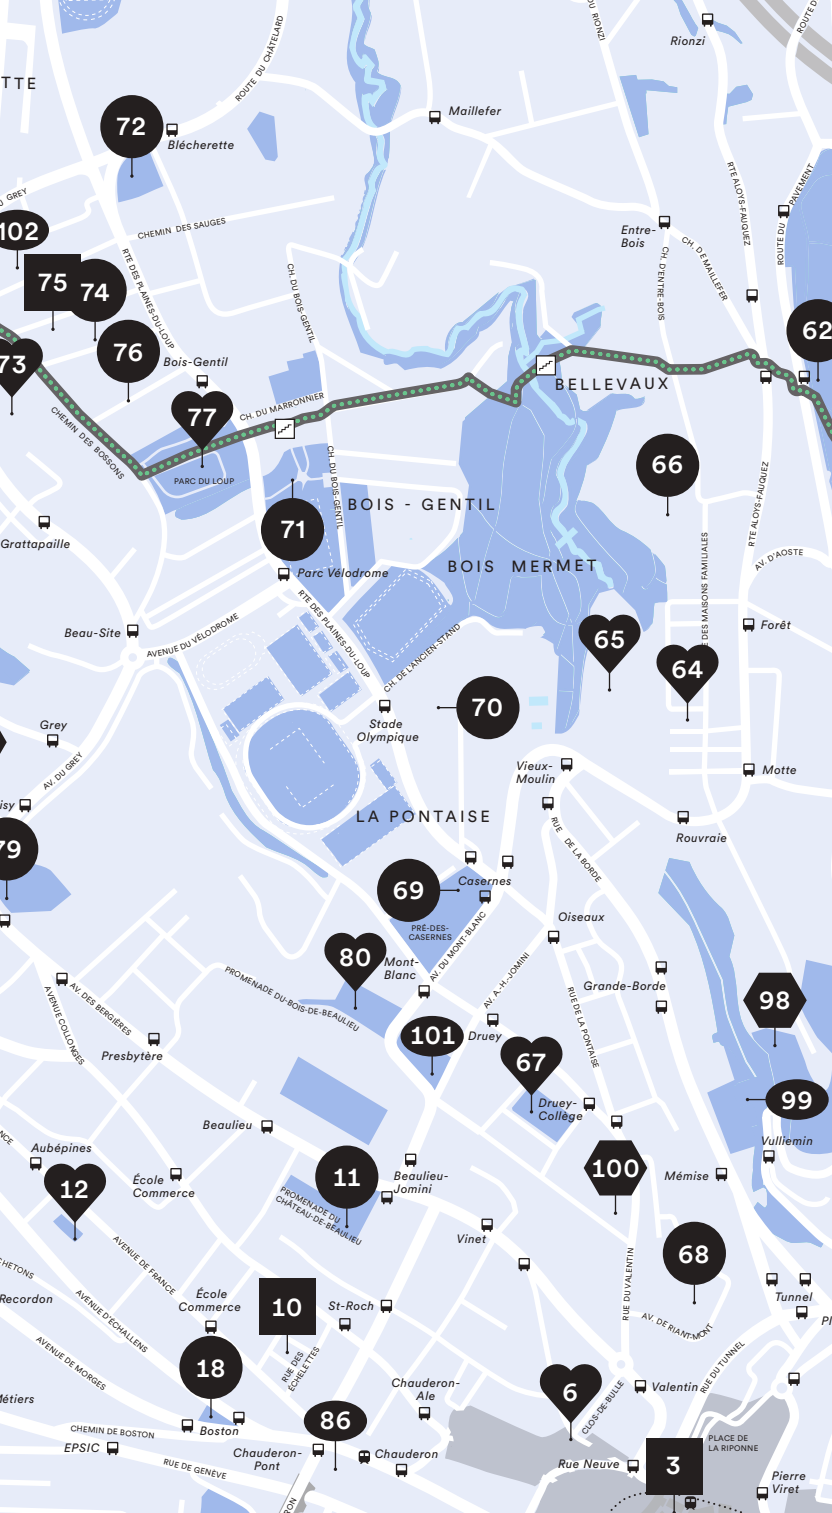 DU RIONZI
ROUTE D
Rionzi
TTE
ROUTE DU CHÂTELARD
72
Blécherette
Maillefer
RTE ALOYS-FAUQUEZ
ROUTE DU PAVEMENT
GREY
102
CHEMIN DES SAUGES
Entre-
Bois
CH. DE MAILLEFER
CH. D'ENTRE-BOIS
75
74
RTE DES PLAINES-DU-LOUP
CH. DU BOIS-GENTIL
62
76
73
Bois-Gentil
BELLEVAUX
77
CH. DU MARRONNIER
CHEMIN DES BOSSONS
PARC DU LOUP
66
CH. DU BOIS-GENTIL
BOIS - GENTIL
RTE ALOYS-FAUQUEZ
71
Grattapaille
BOIS MERMET
AV. D'AOSTE
DES MAISONS FAMILIALES
Parc Vélodrome
RTE DES PLAINES-DU-LOUP
Beau-Site
AVENUE DU VÉLODROME
CH. DE L'ANCIEN-STAND
65
Forêt
64
70
Grey
Stade
Olympique
AV. DU GREY
Vieux-
Moulin
Motte
isy
LA PONTAISE
RUE DE LA BORDE
Rouvraie
79
69
Casernes
PRÉ-DES-
CASERNES
Oiseaux
AV. DU MONT-BLANC
80
Mont-
Blanc
AV. A.-H.-JOMINI
PROMENADE DU-BOIS-DE-BEAULIEU
Grande-Borde
AV. DES BERGIÈRES
AVENUE COLLONGES
RUE DE LA PONTAISE
98
101
Druey
Presbytère
67
Druey-
Collège
99
Beaulieu
Vulliemin
Aubépines
12
École
Commerce
11
Beaulieu-
Jomini
100
Mémise
PROMENADE DU
CHÂTEAU-DE-BEAULIEU
Vinet
68
AVENUE DE FRANCE
HETONS
RUE DU VALENTIN
Recordon
AVENUE D'ÉCHALLENS
École
Commerce
10
St-Roch
Tunnel
AV. DE RIANT-MONT
Pl
AVENUE DE MORGES
18
RUE DES
ÉCHELETTES
RUE DU TUNNEL
Métiers
Chauderon-
Ale
6
Valentin
CLOS-DE-BULLE
86
CHEMIN DE BOSTON
Boston
PLACE DE
LA RIPONNE
EPSIC
Chauderon-
Pont
Chauderon
3
Rue Neuve
RUE DE GENÈVE
Pierre
Viret
RON